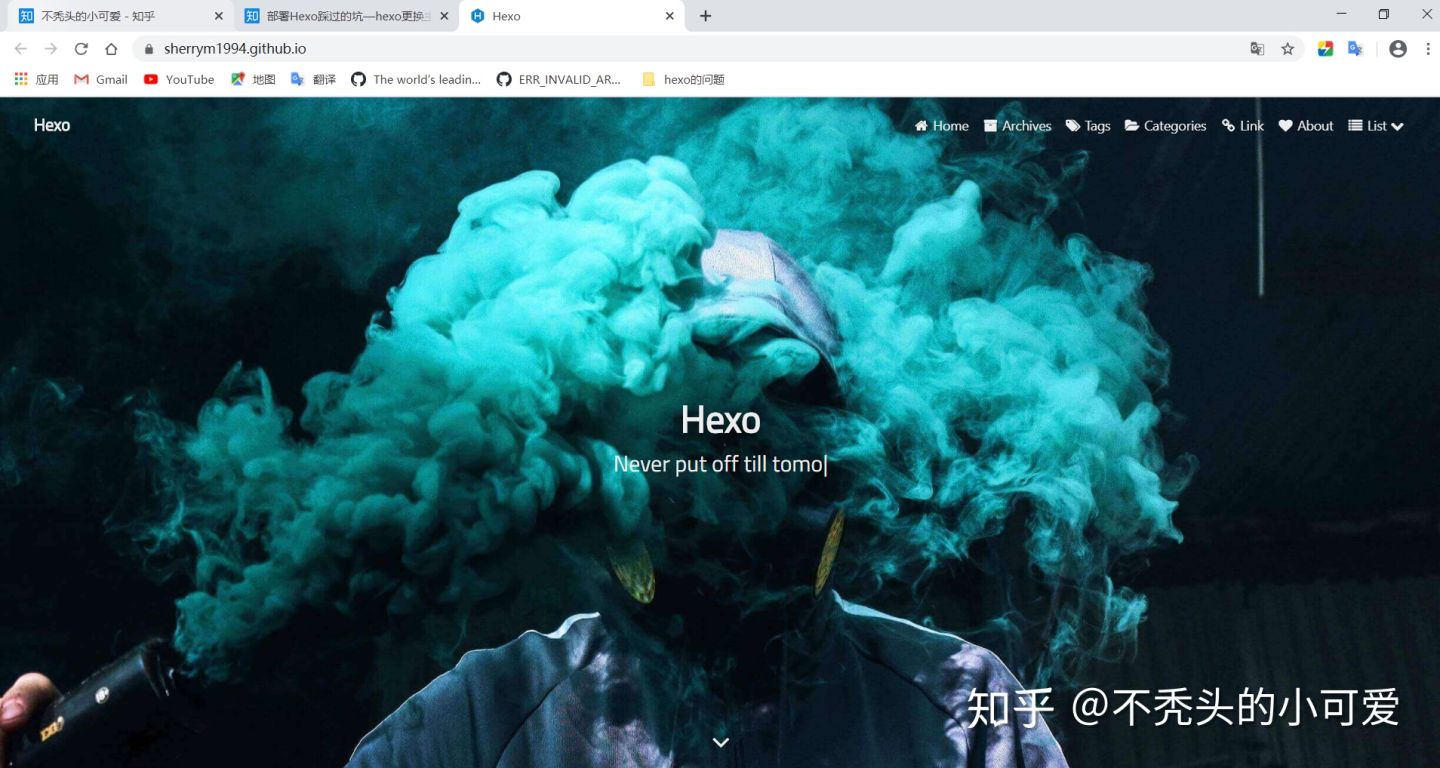 知 不秃头的小可爱 - 知乎
知 部署Hexo踩过的坑—hexo更换
H Hexo
sherrym1994.github.io
应用 Gmail YouTube 地图 翻译 The world's leadin... ERR_INVALID_AR... hexo的问题
Hexo
Home Archives Tags Categories Link About List
Hexo
Never put off till tomo|
知乎 @不秃头的小可爱